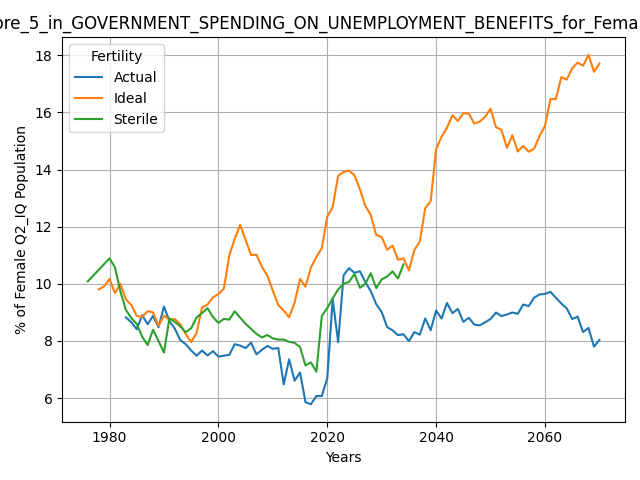 ore_5_in_GOVERNMENT_SPENDING_ON_UNEMPLOYMENT_BENEFITS_for_Fema
Fertility
Actual
Ideal
Sterile
% of Female Q2_IQ Population
18
16
14
12
10
8
6
1980 2000 2020 2040 2060
Years